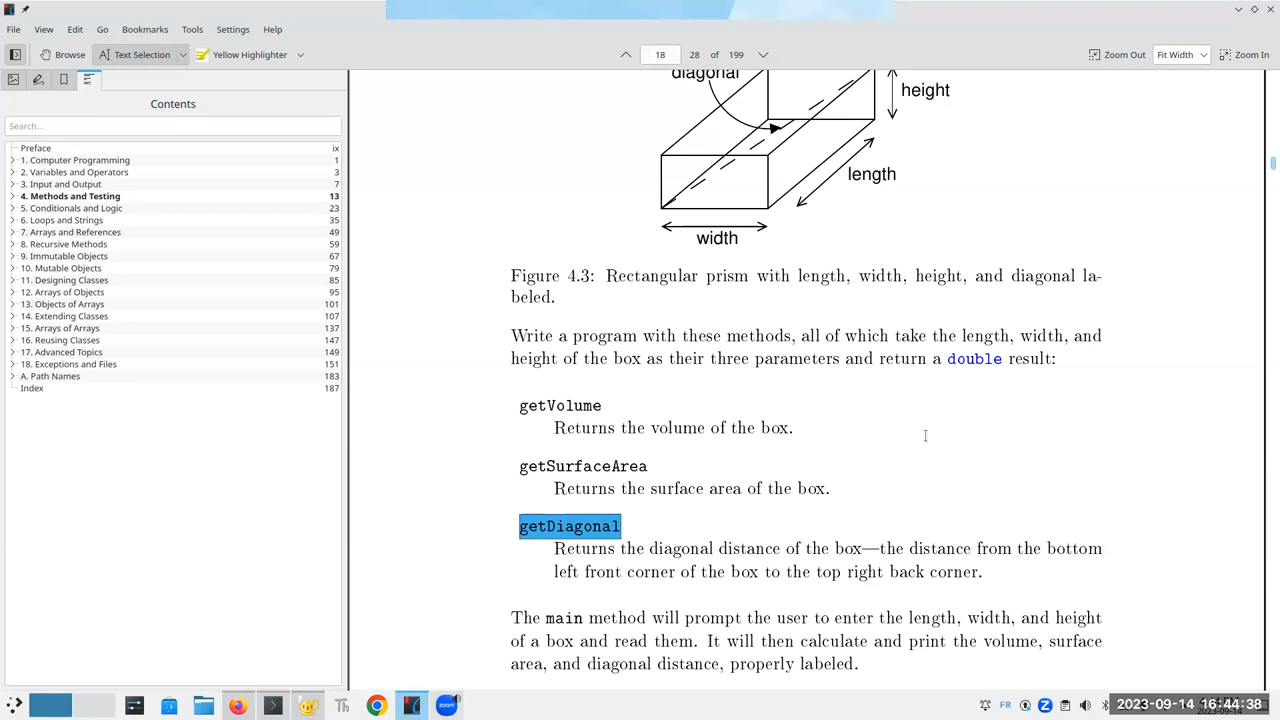 File View Edit Bookmarks Go Tools Settings Help
Browse Text Selection Yellow Highlighter 18 28 of 199 Zoom Out Fit Width Zoom In
Contents
Search...
Preface ix
1. Computer Programming 1
2. Variables and Operators 3
3. Input and Output 7
4. Methods and Testing 13
5. Conditionals and Logic 23
6. Loops and Strings 35
7. Arrays and References 49
8. Recursive Methods 59
9. Immutable Objects 67
10. Mutable Objects 79
11. Designing Classes 85
12. Arrays of Objects 95
13. Objects of Arrays 101
14. Extending Classes 107
15. Arrays of Arrays 137
16. Reusing Classes 147
17. Advanced Topics 149
18. Exceptions and Files 151
A. Path Names 183
Index 187
diagonal
height
length
width
Figure 4.3: Rectangular prism with length, width, height, and diagonal la-
beled.
Write a program with these methods, all of which take the length, width, and
height of the box as their three parameters and return a double result:
getVolume
Returns the volume of the box.
getSurfaceArea
Returns the surface area of the box.
getDiagonal
Returns the diagonal distance of the box—the distance from the bottom
left front corner of the box to the top right back corner.
The main method will prompt the user to enter the length, width, and height
of a box and read them. It will then calculate and print the volume, surface
area, and diagonal distance, properly labeled.
Th zoom FR Z 2023-09-14 16:44:38